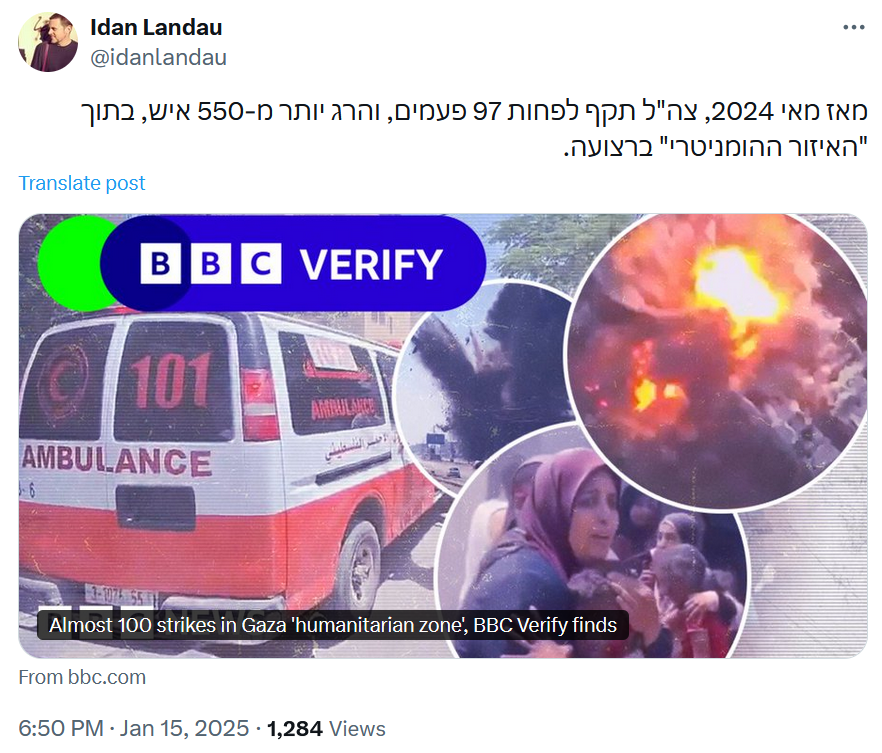 Idan Landau
@idanlandau
מאז מאי 2024, צה"ל תקף לפחות 97 פעמים, והרג יותר מ-550 איש, בתוך
"האיזור ההומניטרי" ברצועה.
Translate post
BBC VERIFY
101
AMBULANCE
AMBULANCE
Almost 100 strikes in Gaza 'humanitarian zone', BBC Verify finds
From bbc.com
6:50 PM · Jan 15, 2025 · 1,284 Views